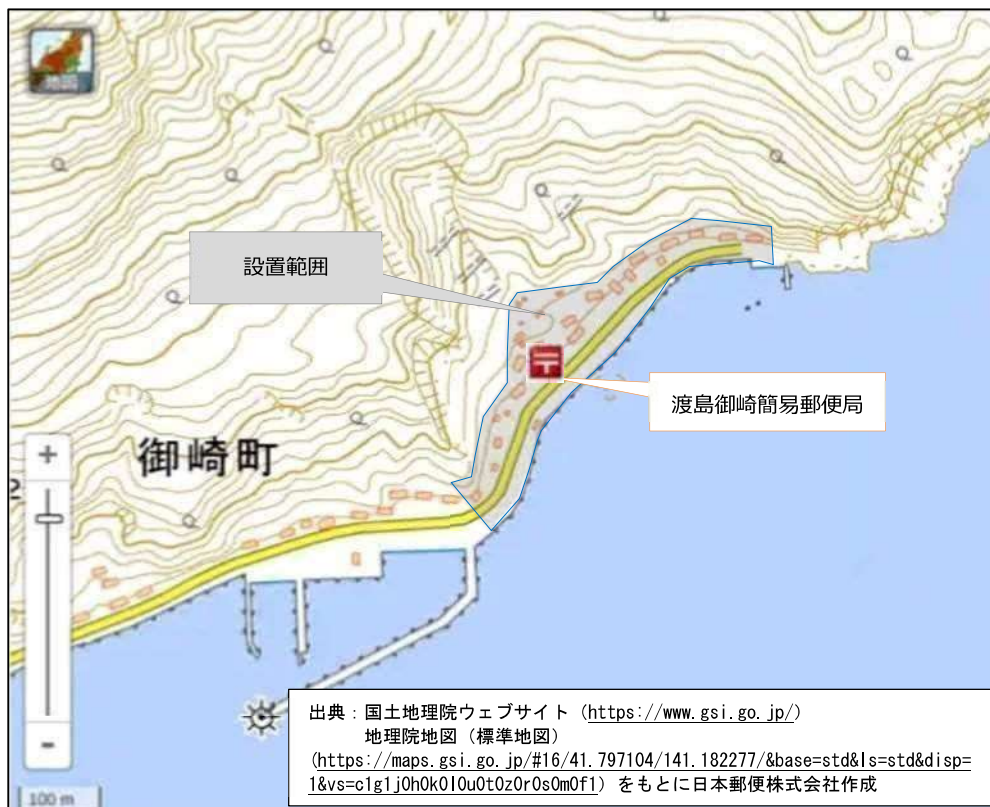 地図
設置範囲
渡島御崎簡易郵便局
御崎町
+
-
100 m
出典：国土地理院ウェブサイト（https://www.gsi.go.jp/）
地理院地図（標準地図）
(https://maps.gsi.go.jp/#16/41.797104/141.182277/&base=std&ls=std&disp=
1&vs=c1g1j0h0k0l0u0t0z0r0s0m0f1) をもとに日本郵便株式会社作成